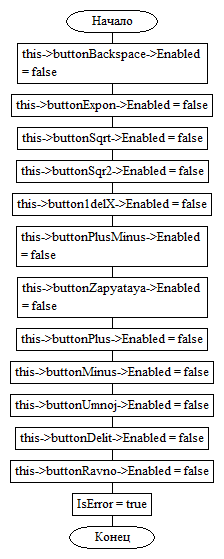 Начало
this->buttonBackspace->Enabled
= false
this->buttonExpon->Enabled = false
this->buttonSqrt->Enabled = false
this->buttonSqr2->Enabled = false
this->button1delX->Enabled = false
this->buttonPlusMinus->Enabled
= false
this->buttonZapyataya->Enabled
= false
this->buttonPlus->Enabled = false
this->buttonMinus->Enabled = false
this->buttonUmnoj->Enabled = false
this->buttonDelit->Enabled = false
this->buttonRavno->Enabled = false
IsError = true
Конец